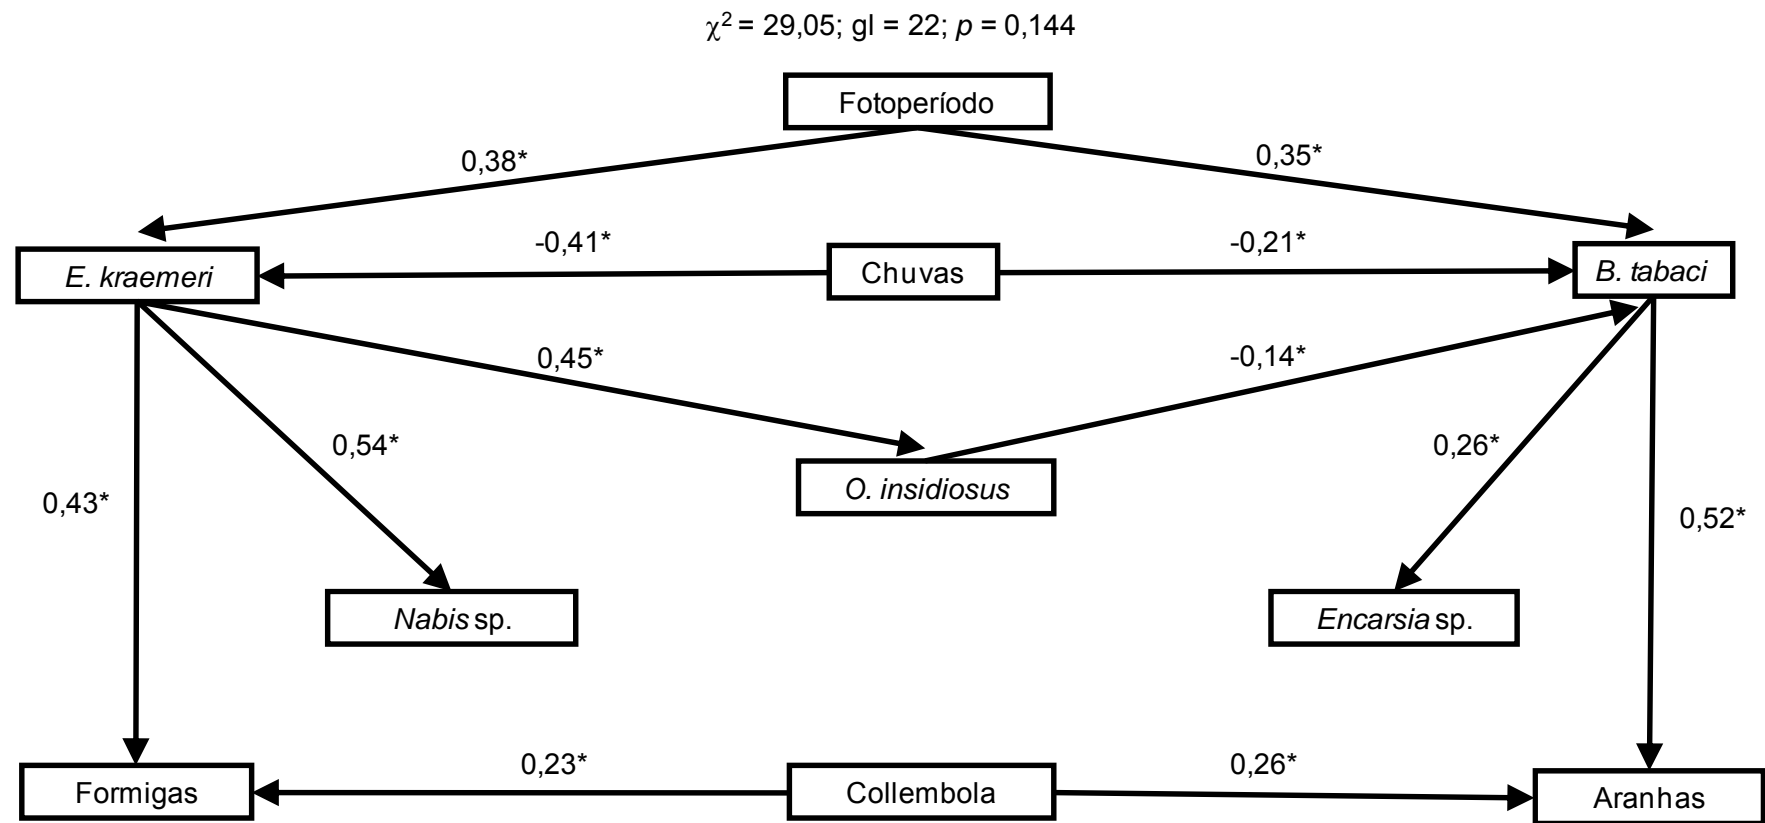 χ² = 29,05; gl = 22; p = 0,144
Fotoperíodo
0,38*
0,35*
-0,41*
-0,21*
E. kraemeri
Chuvas
B. tabaci
0,45*
-0,14*
0,54*
0,26*
O. insidiosus
0,43*
0,52*
Nabis sp.
Encarsia sp.
0,23*
0,26*
Formigas
Collembola
Aranhas